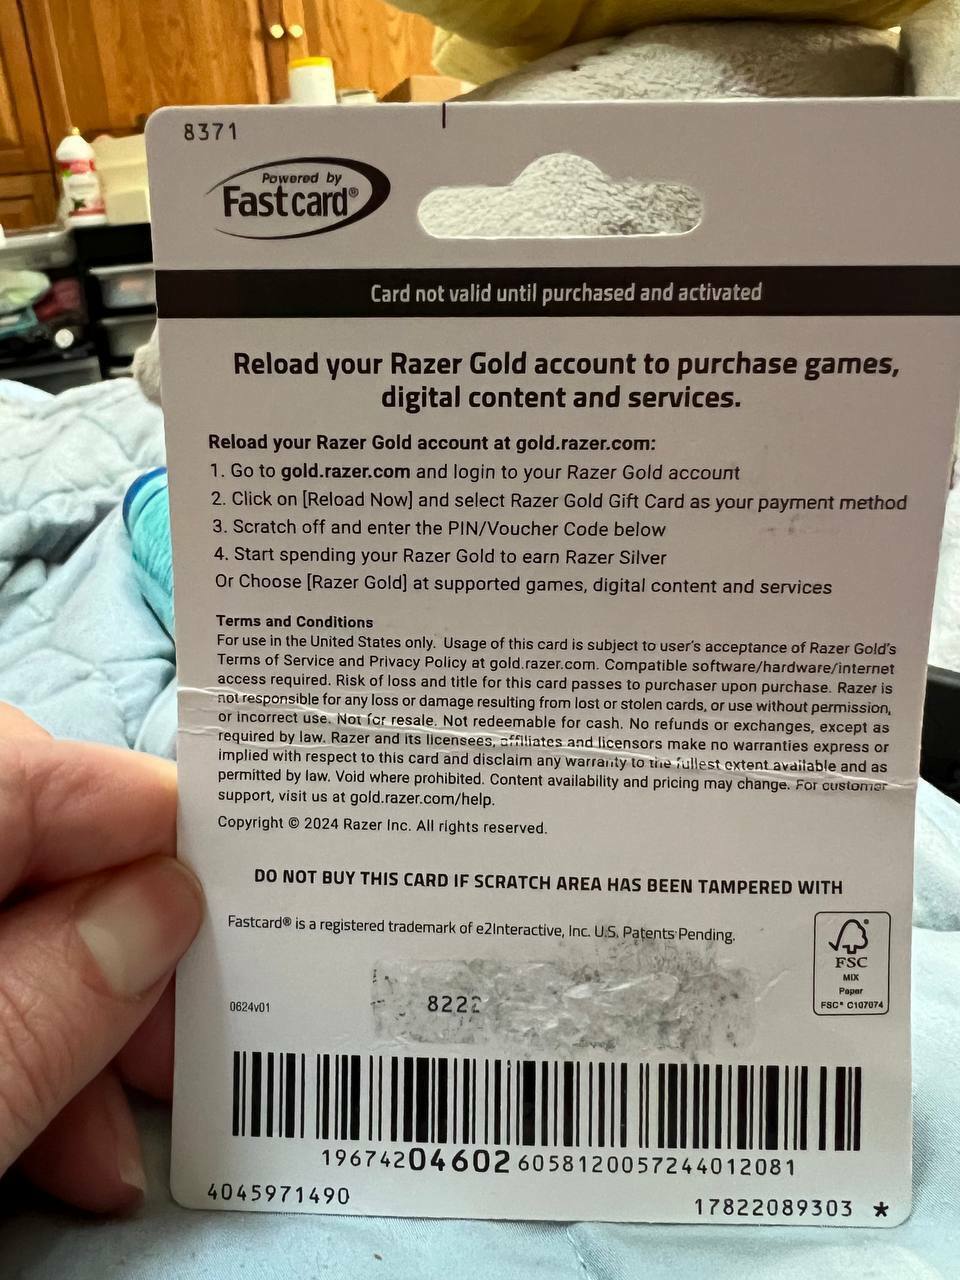 8371
Powered by
Fastcard®
Card not valid until purchased and activated
Reload your Razer Gold account to purchase games,
digital content and services.
Reload your Razer Gold account at gold.razer.com:
1. Go to gold.razer.com and login to your Razer Gold account
2. Click on [Reload Now] and select Razer Gold Gift Card as your payment method
3. Scratch off and enter the PIN/Voucher Code below
4. Start spending your Razer Gold to earn Razer Silver
Or Choose [Razer Gold] at supported games, digital content and services
Terms and Conditions
For use in the United States only. Usage of this card is subject to user's acceptance of Razer Gold's
Terms of Service and Privacy Policy at gold.razer.com. Compatible software/hardware/internet
access required. Risk of loss and title for this card passes to purchaser upon purchase. Razer is
not responsible for any loss or damage resulting from lost or stolen cards, or use without permission,
or incorrect use. Not for resale. Not redeemable for cash. No refunds or exchanges, except as
required by law. Razer and its licensees, affiliates and licensors make no warranties express or
implied with respect to this card and disclaim any warranty to the fullest extent available and as
permitted by law. Void where prohibited. Content availability and pricing may change. For customer
support, visit us at gold.razer.com/help.
Copyright © 2024 Razer Inc. All rights reserved.
DO NOT BUY THIS CARD IF SCRATCH AREA HAS BEEN TAMPERED WITH
Fastcard® is a registered trademark of e2Interactive, Inc. U.S. Patents Pending.
FSC
MIX
Paper
FSC® C107074
0624v01
8222
196742046026058120057244012081
4045971490
17822089303 *